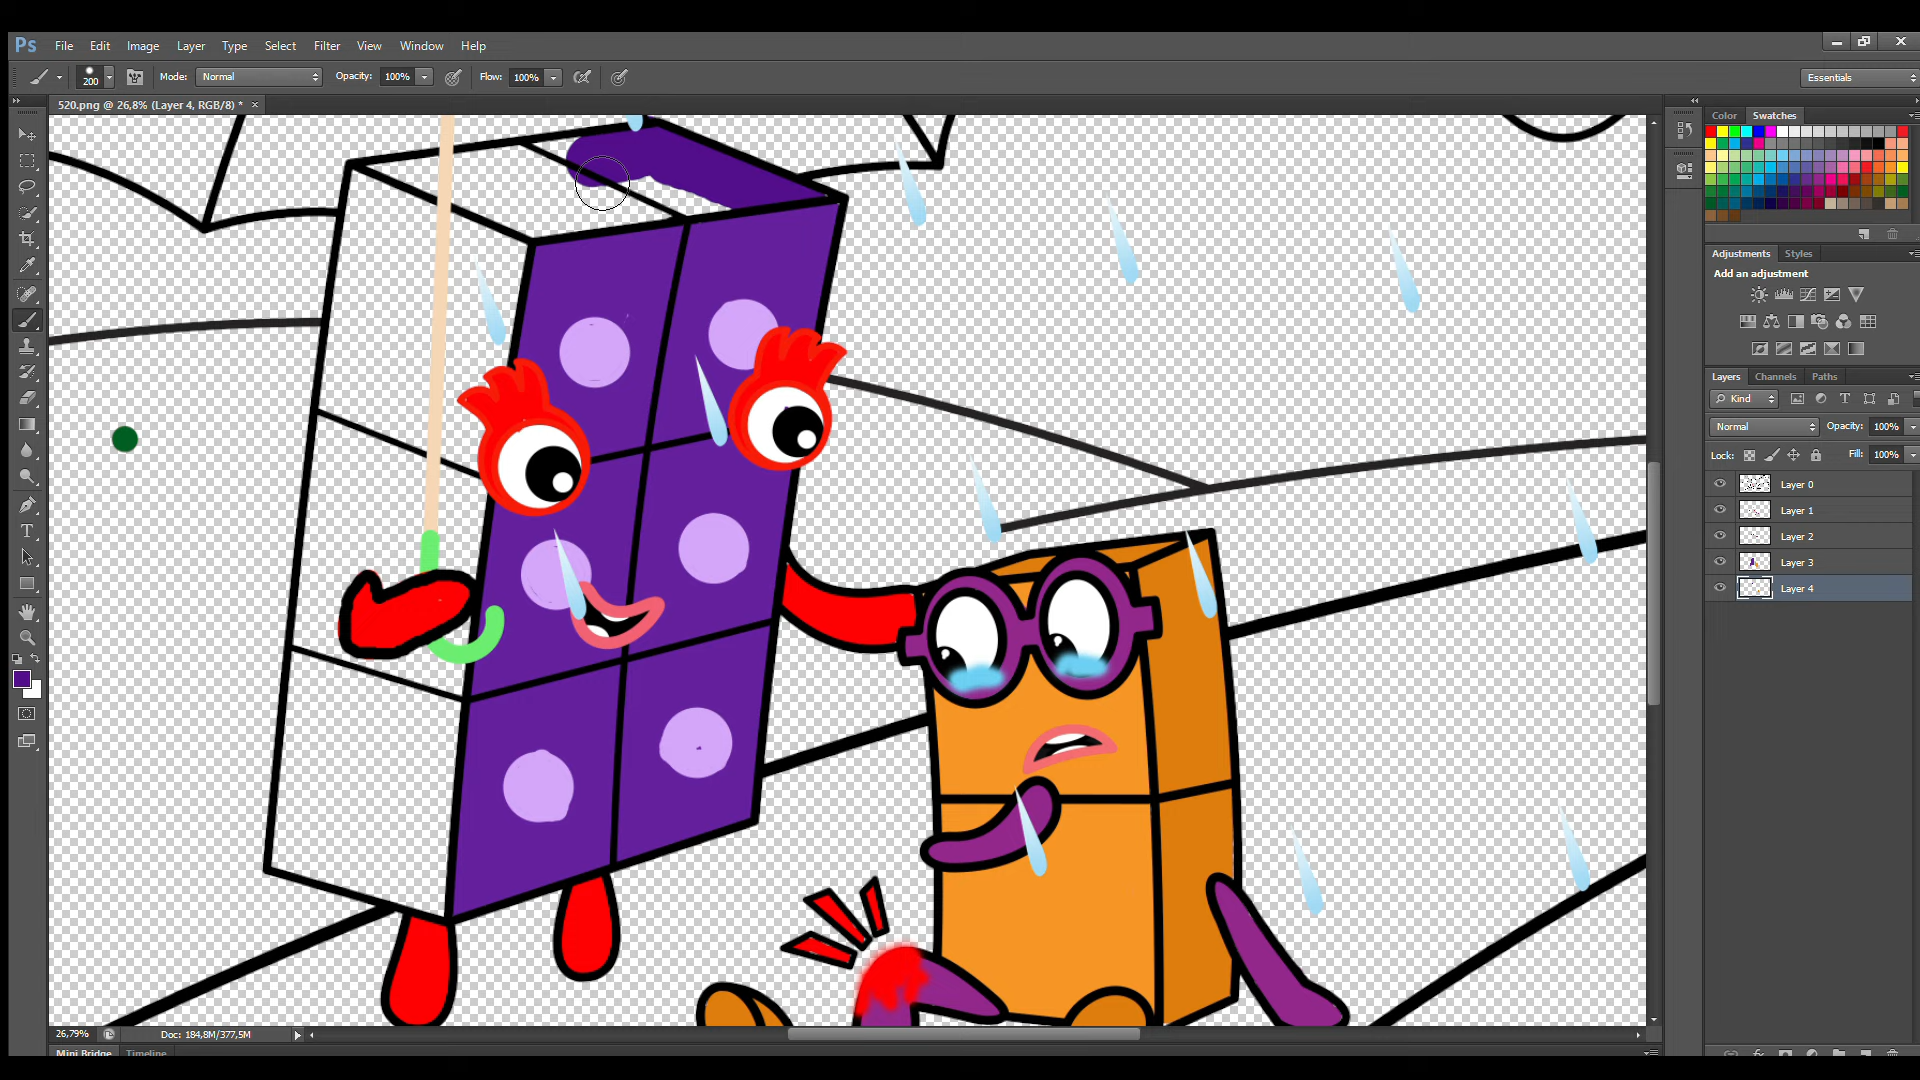 Ps File Edit Image Layer Type Select Filter View Window Help
200 Mode: Normal Opacity: 100% Flow: 100% Essentials
520.png @ 26,8% (Layer 4, RGB/8) * ×
Color Swatches
Adjustments Styles
Add an adjustment
Layers Channels Paths
Kind
Normal Opacity: 100%
Lock: Fill: 100%
Layer 0
Layer 1
Layer 2
Layer 3
Layer 4
26,79% Doc: 184,8M/377,5M
Mini Bridge Timeline